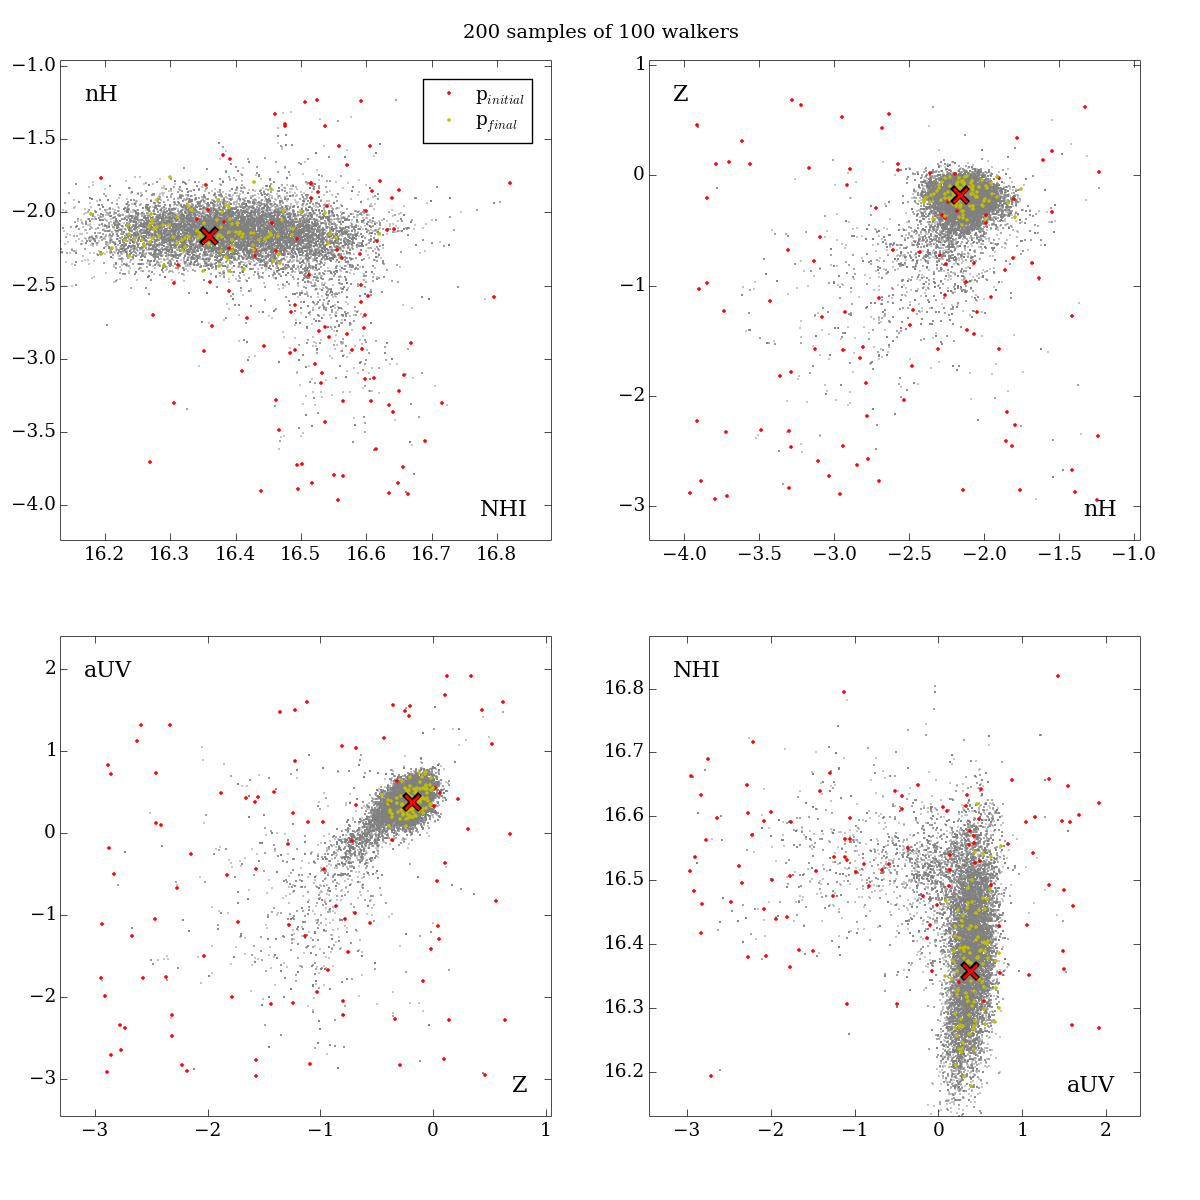 200 samples of 100 walkers
nH
p initial
p final
NHI
−1.0
−1.5
−2.0
−2.5
−3.0
−3.5
−4.0
16.2 16.3 16.4 16.5 16.6 16.7 16.8
Z
nH
1
0
−1
−2
−3
−4.0 −3.5 −3.0 −2.5 −2.0 −1.5 −1.0
aUV
Z
2
1
0
−1
−2
−3
−3 −2 −1 0 1
NHI
aUV
16.8
16.7
16.6
16.5
16.4
16.3
16.2
−3 −2 −1 0 1 2